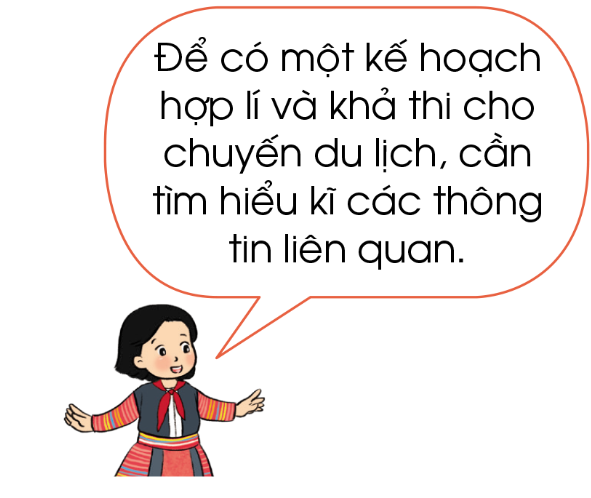 Để có một kế hoạch
hợp lí và khả thi cho
chuyến du lịch, cần
tìm hiểu kĩ các thông
tin liên quan.